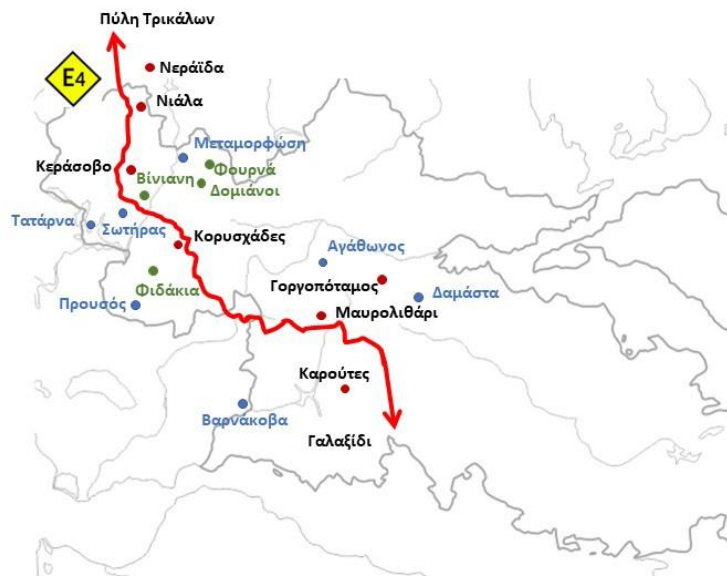 Πύλη Τρικάλων
E4
Νεράϊδα
Νιάλα
Μεταμορφώση
Κεράσοβο
Φουρνά
Βίνιανη
Δομιάνοι
Τατάρνα
Σωτήρας
Κορυσχάδες
Αγάθωνος
Φιδάκια
Γοργοπόταμος
Δαμάστα
Προυσός
Μαυρολιθάρι
Καρούτες
Βαρνάκοβα
Γαλαξίδι